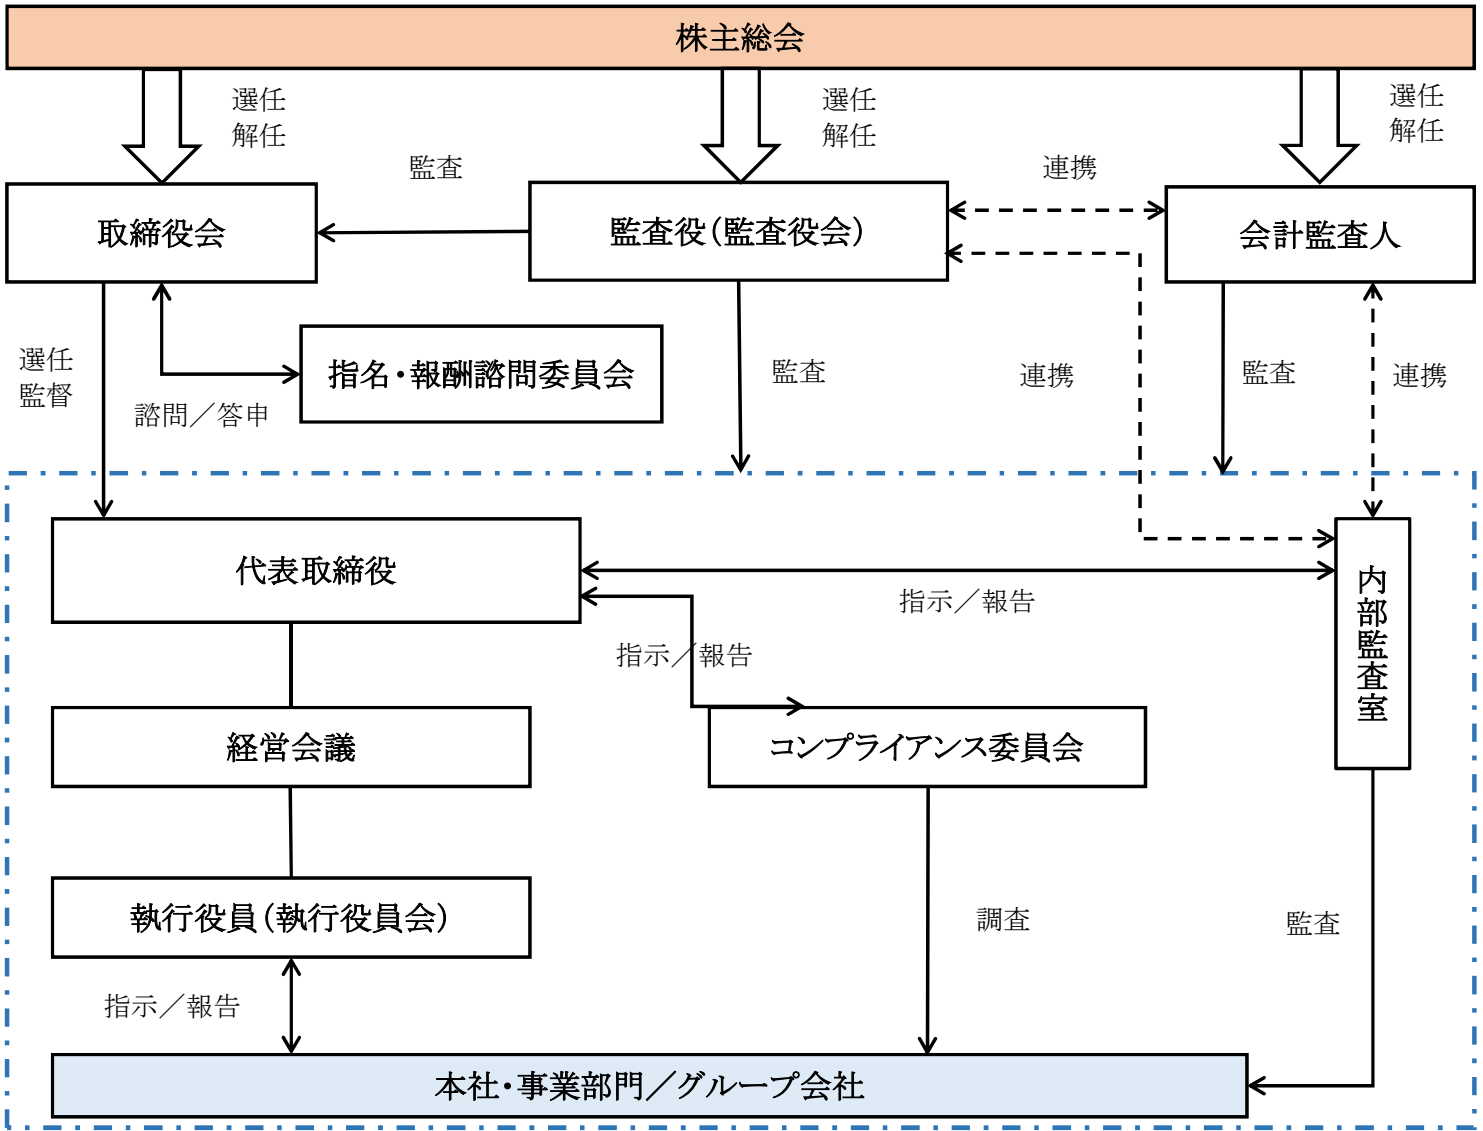 株主総会
選任
解任
選任
解任
選任
解任
監査
連携
取締役会
監査役(監査役会)
会計監査人
選任
監督
指名・報酬諮問委員会
諮問／答申
監査
連携
監査
連携
代表取締役
指示／報告
指示／報告
内部監査室
経営会議
コンプライアンス委員会
執行役員(執行役員会)
調査
監査
指示／報告
本社・事業部門／グループ会社